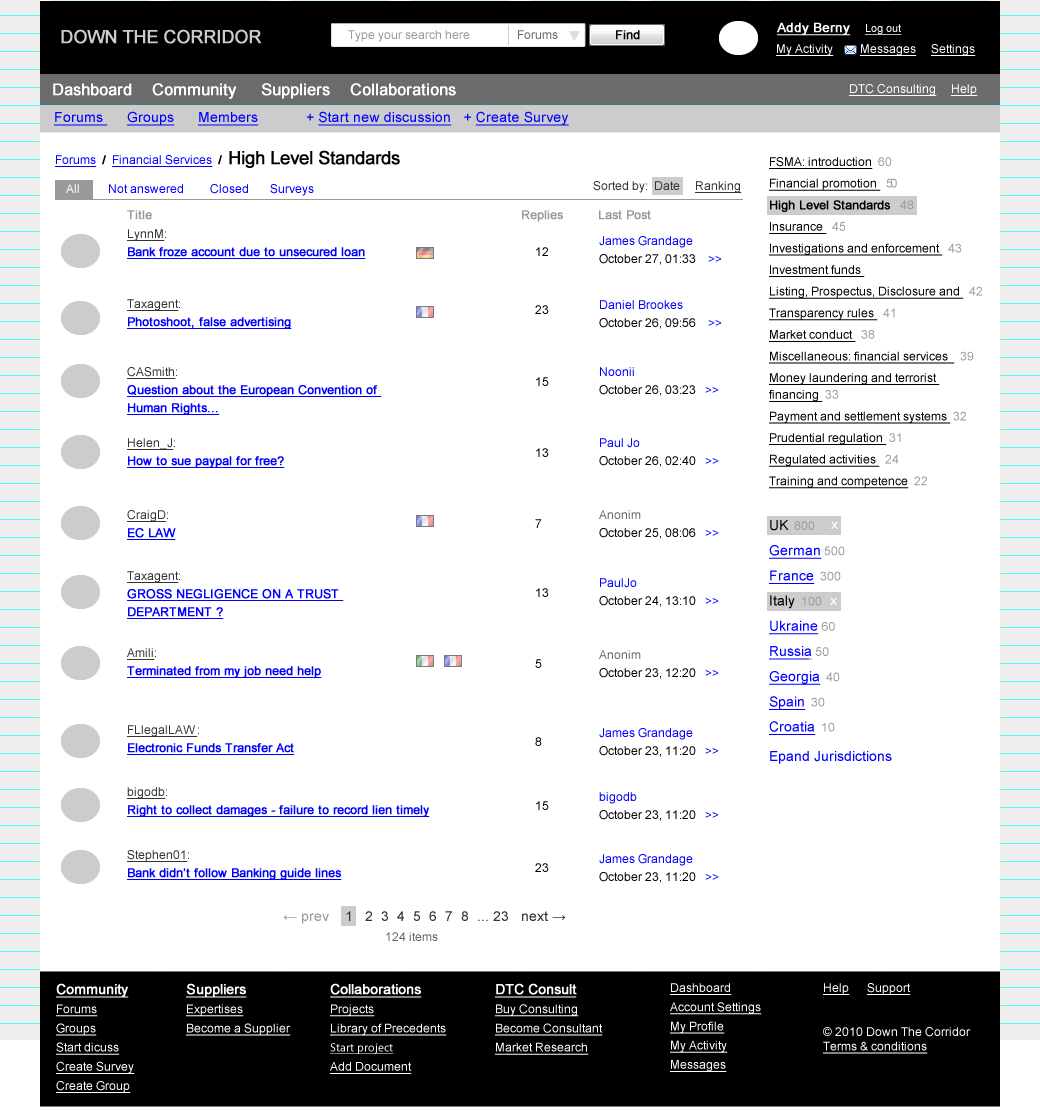 DOWN THE CORRIDOR
Type your search here Forums Find
Addy Berny Log out
My Activity Messages Settings
Dashboard Community Suppliers Collaborations DTC Consulting Help
Forums Groups Members + Start new discussion + Create Survey
Forums / Financial Services / High Level Standards
All Not answered Closed Surveys Sorted by: Date Ranking
Title Replies Last Post
LynnM:
Bank froze account due to unsecured loan 12 James Grandage
October 27, 01:33 >>
Taxagent:
Photoshoot, false advertising 23 Daniel Brookes
October 26, 09:56 >>
CASmith:
Question about the European Convention of
Human Rights... 15 Noonii
October 26, 03:23 >>
Helen_J:
How to sue paypal for free? 13 Paul Jo
October 26, 02:40 >>
CraigD:
EC LAW 7 Anonim
October 25, 08:06 >>
Taxagent:
GROSS NEGLIGENCE ON A TRUST
DEPARTMENT ? 13 PaulJo
October 24, 13:10 >>
Amili:
Terminated from my job need help 5 Anonim
October 23, 12:20 >>
FLlegalLAW:
Electronic Funds Transfer Act 8 James Grandage
October 23, 11:20 >>
bigodb:
Right to collect damages - failure to record lien timely 15 bigodb
October 23, 11:20 >>
Stephen01:
Bank didn't follow Banking guide lines 23 James Grandage
October 23, 11:20 >>
← prev 1 2 3 4 5 6 7 8 ... 23 next →
124 items
FSMA: introduction 60
Financial promotion 50
High Level Standards 48
Insurance 45
Investigations and enforcement 43
Investment funds
Listing, Prospectus, Disclosure and 42
Transparency rules 41
Market conduct 38
Miscellaneous: financial services 39
Money laundering and terrorist
financing 33
Payment and settlement systems 32
Prudential regulation 31
Regulated activities 24
Training and competence 22
UK 800 x
German 500
France 300
Italy 100 x
Ukraine 60
Russia 50
Georgia 40
Spain 30
Croatia 10
Epand Jurisdictions
Community
Forums
Groups
Start dicuss
Create Survey
Create Group
Suppliers
Expertises
Become a Supplier
Collaborations
Projects
Library of Precedents
Start project
Add Document
DTC Consult
Buy Consulting
Become Consultant
Market Research
Dashboard
Account Settings
My Profile
My Activity
Messages
Help Support
© 2010 Down The Corridor
Terms & conditions